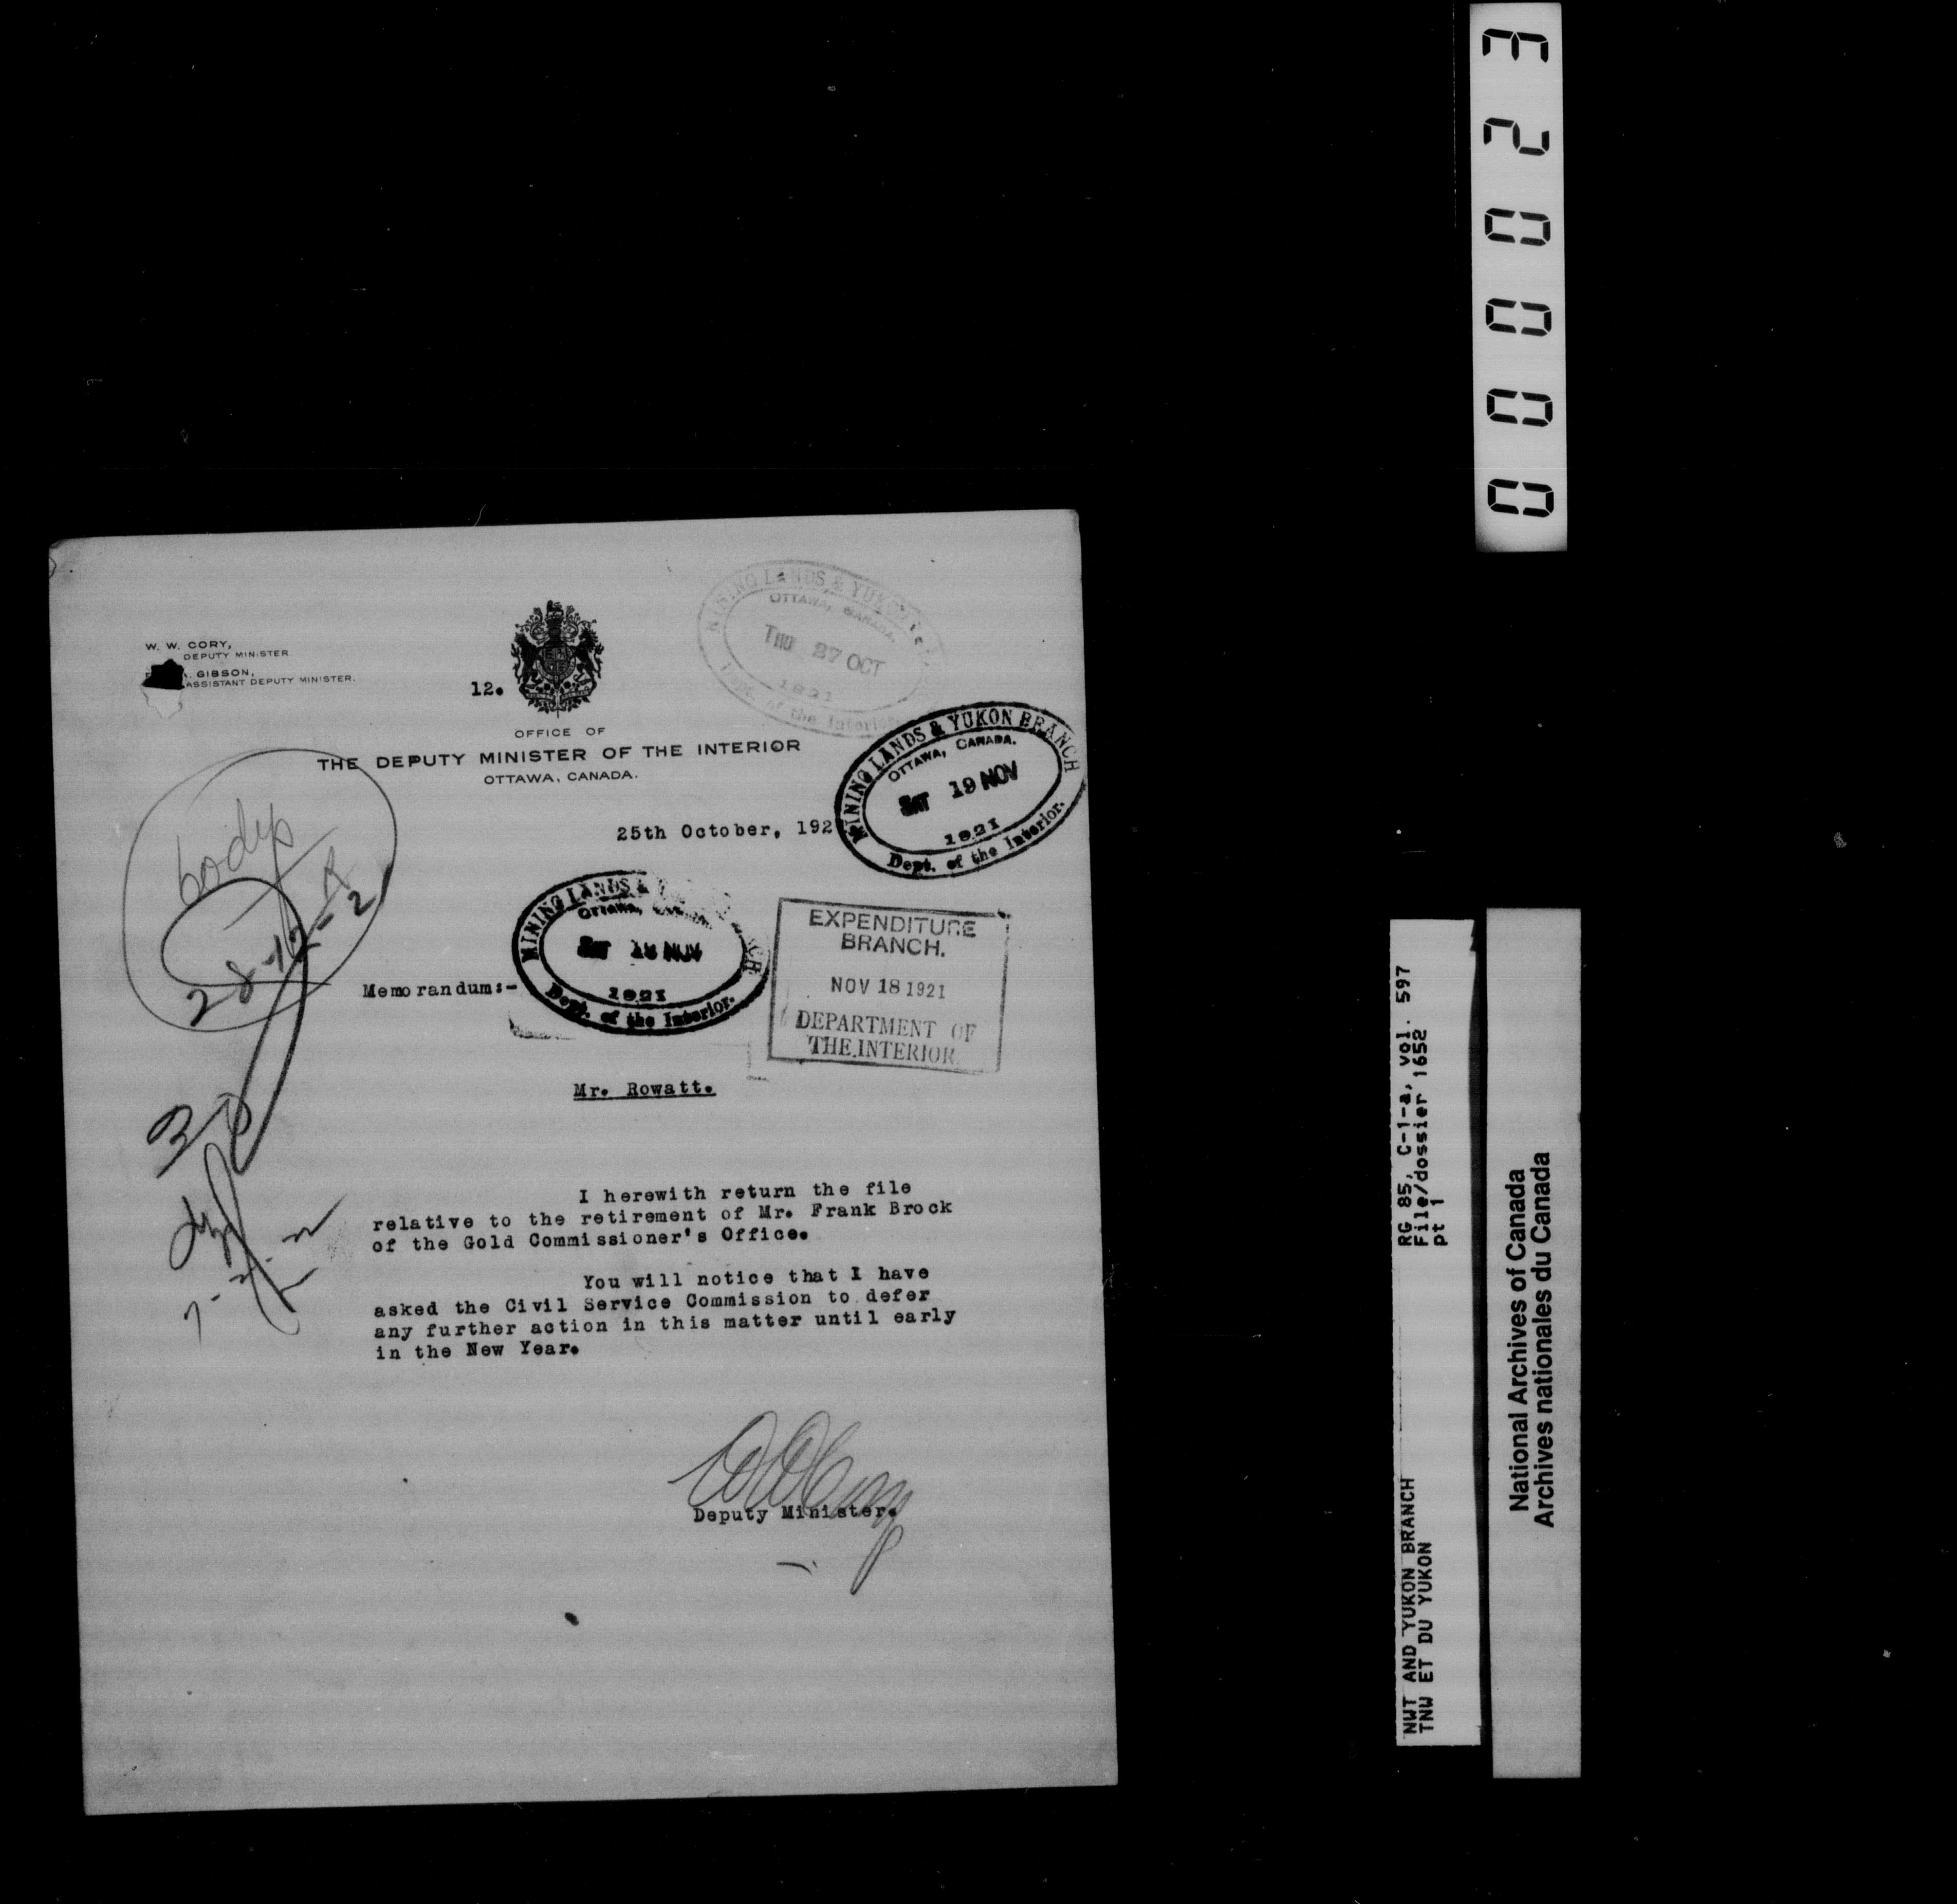 W. W. CORY,
DEPUTY MINISTER
GIBSON,
ASSISTANT DEPUTY MINISTER.
12.
OFFICE OF
THE DEPUTY MINISTER OF THE INTERIOR
OTTAWA, CANADA.
MINING LANDS & YUKON
OTTAWA, CANADA.
THU 27 OCT
1921
Dept. of the Interior
MINING LANDS & YUKON BRANCH
OTTAWA, CANADA.
SAT 19 NOV
1921
Dept. of the Interior.
25th October, 192
MINING LANDS &
OTTAWA,
SAT NOV
1921
Dept. of the Interior.
EXPENDITURE
BRANCH.
NOV 18 1921
DEPARTMENT OF
THE INTERIOR.
28-12-21
Memorandum:-
Mr. Rowatt.
I herewith return the file
relative to the retirement of Mr. Frank Brock
of the Gold Commissioner's Office.
You will notice that I have
asked the Civil Service Commission to defer
any further action in this matter until early
in the New Year.
WWCory
Deputy Minister.
000023
RG 85, C-1-a, vol. 597
File/dossier 1652
pt 1
NWT AND YUKON BRANCH
TNW ET DU YUKON
National Archives of Canada
Archives nationales du Canada